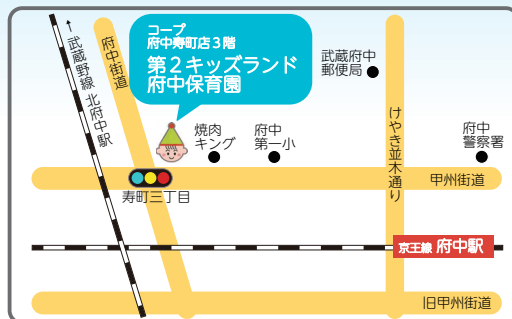 コープ
府中寿町店3階
第2キッズランド
府中保育園
←武蔵野線 北府中駅
府中街道
武蔵府中
郵便局
焼肉
キング
府中
第一小
けやき並木通り
府中
警察署
寿町三丁目
甲州街道
京王線 府中駅
旧甲州街道